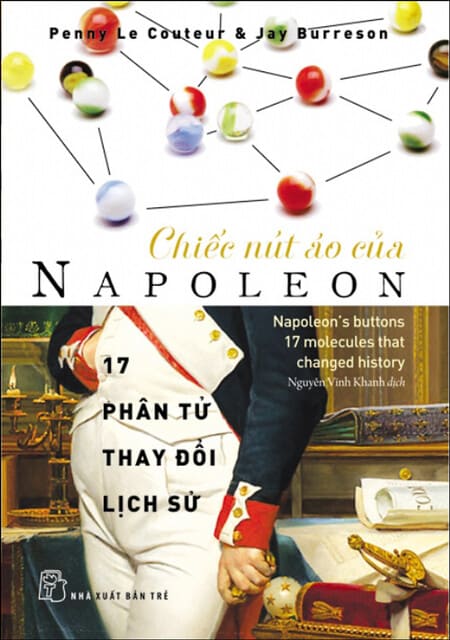 Penny Le Couteur & Jay Burreson
Chiếc nút áo của
NAPOLEON
Napoleon's buttons
17 molecules that
changed history
Nguyễn Vĩnh Khanh dịch
17
PHÂN TỬ
THAY ĐỔI
LỊCH SỬ
NHÀ XUẤT BẢN TRẺ